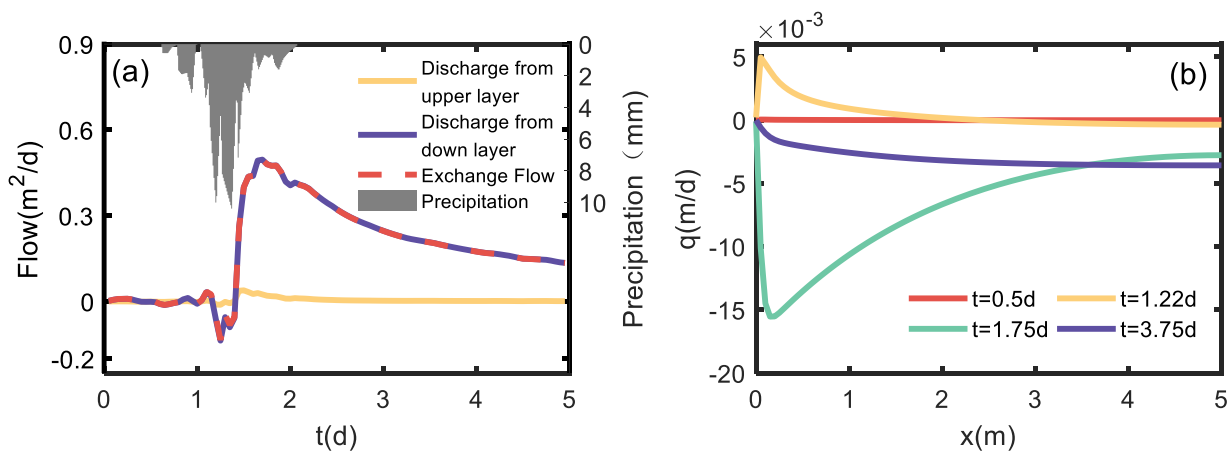 (a)
0.9
0.6
0.3
0
-0.2
Flow(m²/d)
0
1
2
3
4
5
t(d)
0
2
4
6
8
10
Precipitation（mm)
Discharge from
upper layer
Discharge from
down layer
Exchange Flow
Precipitation
×10⁻³
(b)
5
0
-5
-10
-15
-20
q(m/d)
0
1
2
3
4
5
x(m)
t=0.5d
t=1.22d
t=1.75d
t=3.75d